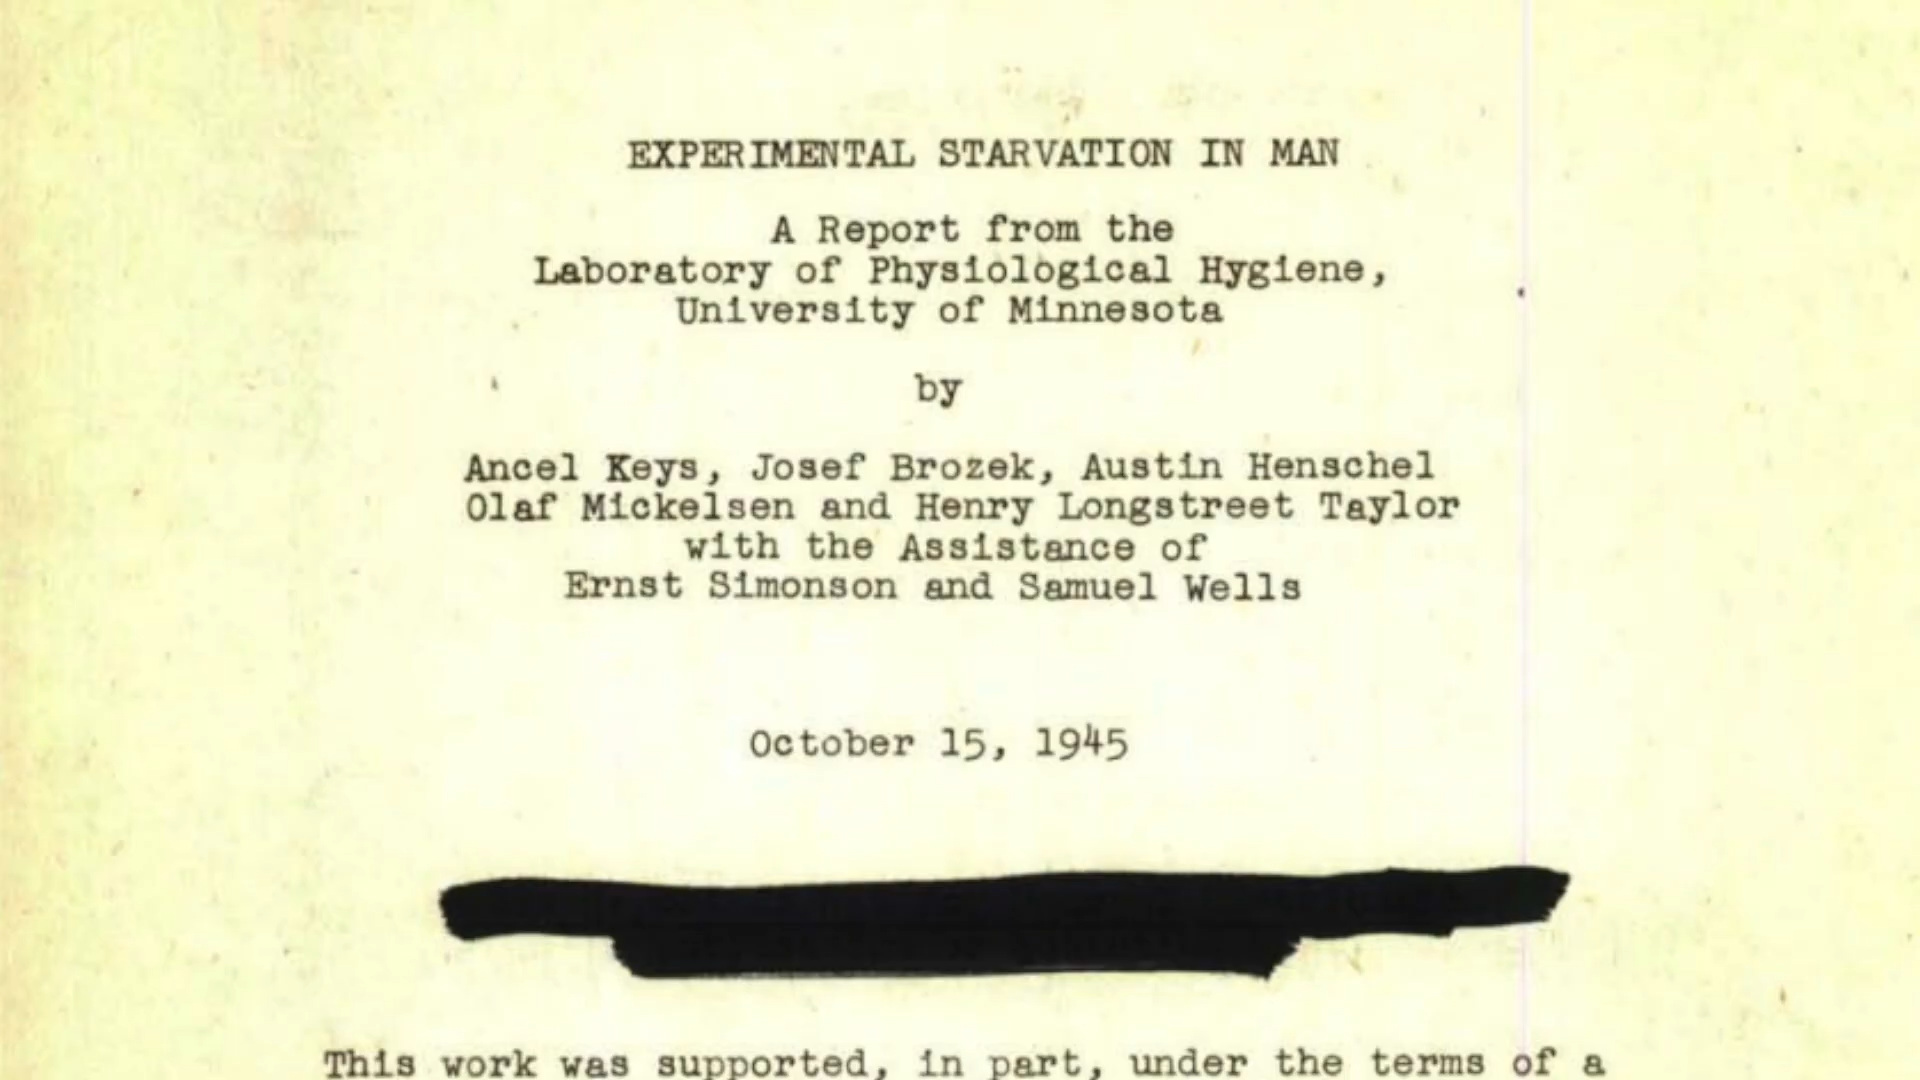 EXPERIMENTAL STARVATION IN MAN
A Report from the
Laboratory of Physiological Hygiene,
University of Minnesota
by
Ancel Keys, Josef Brozek, Austin Henschel
Olaf Mickelsen and Henry Longstreet Taylor
with the Assistance of
Ernst Simonson and Samuel Wells
October 15, 1945
This work was supported, in part, under the terms of a